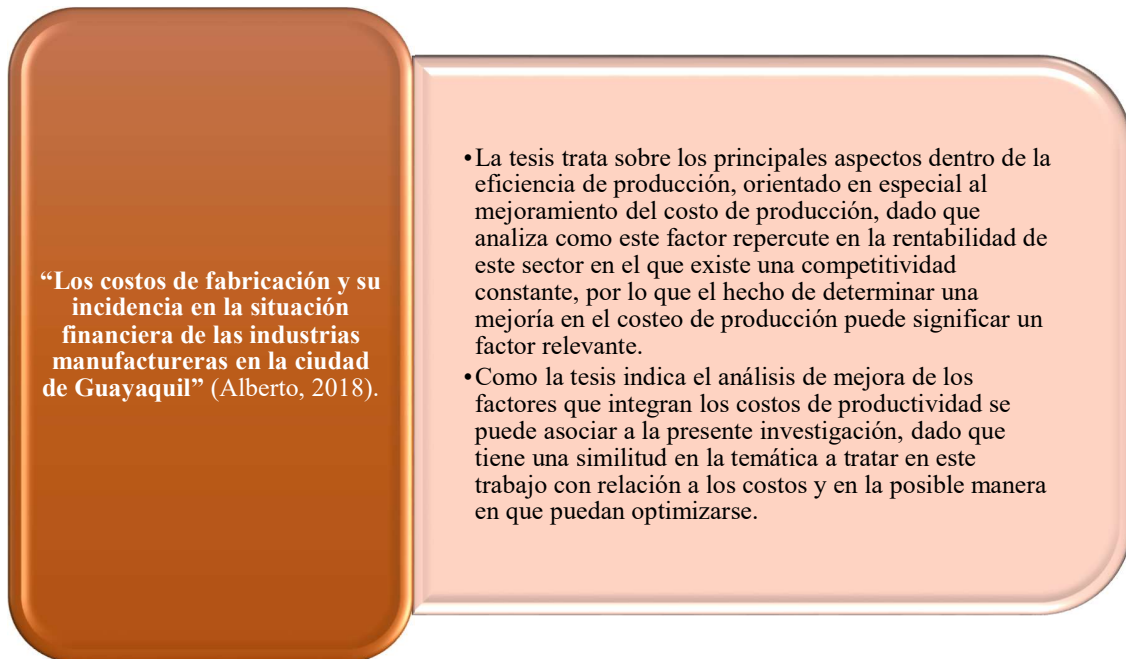 “Los costos de fabricación y su
incidencia en la situación
financiera de las industrias
manufactureras en la ciudad
de Guayaquil” (Alberto, 2018).
•La tesis trata sobre los principales aspectos dentro de la
eficiencia de producción, orientado en especial al
mejoramiento del costo de producción, dado que
analiza como este factor repercute en la rentabilidad de
este sector en el que existe una competitividad
constante, por lo que el hecho de determinar una
mejoría en el costeo de producción puede significar un
factor relevante.
•Como la tesis indica el análisis de mejora de los
factores que integran los costos de productividad se
puede asociar a la presente investigación, dado que
tiene una similitud en la temática a tratar en este
trabajo con relación a los costos y en la posible manera
en que puedan optimizarse.